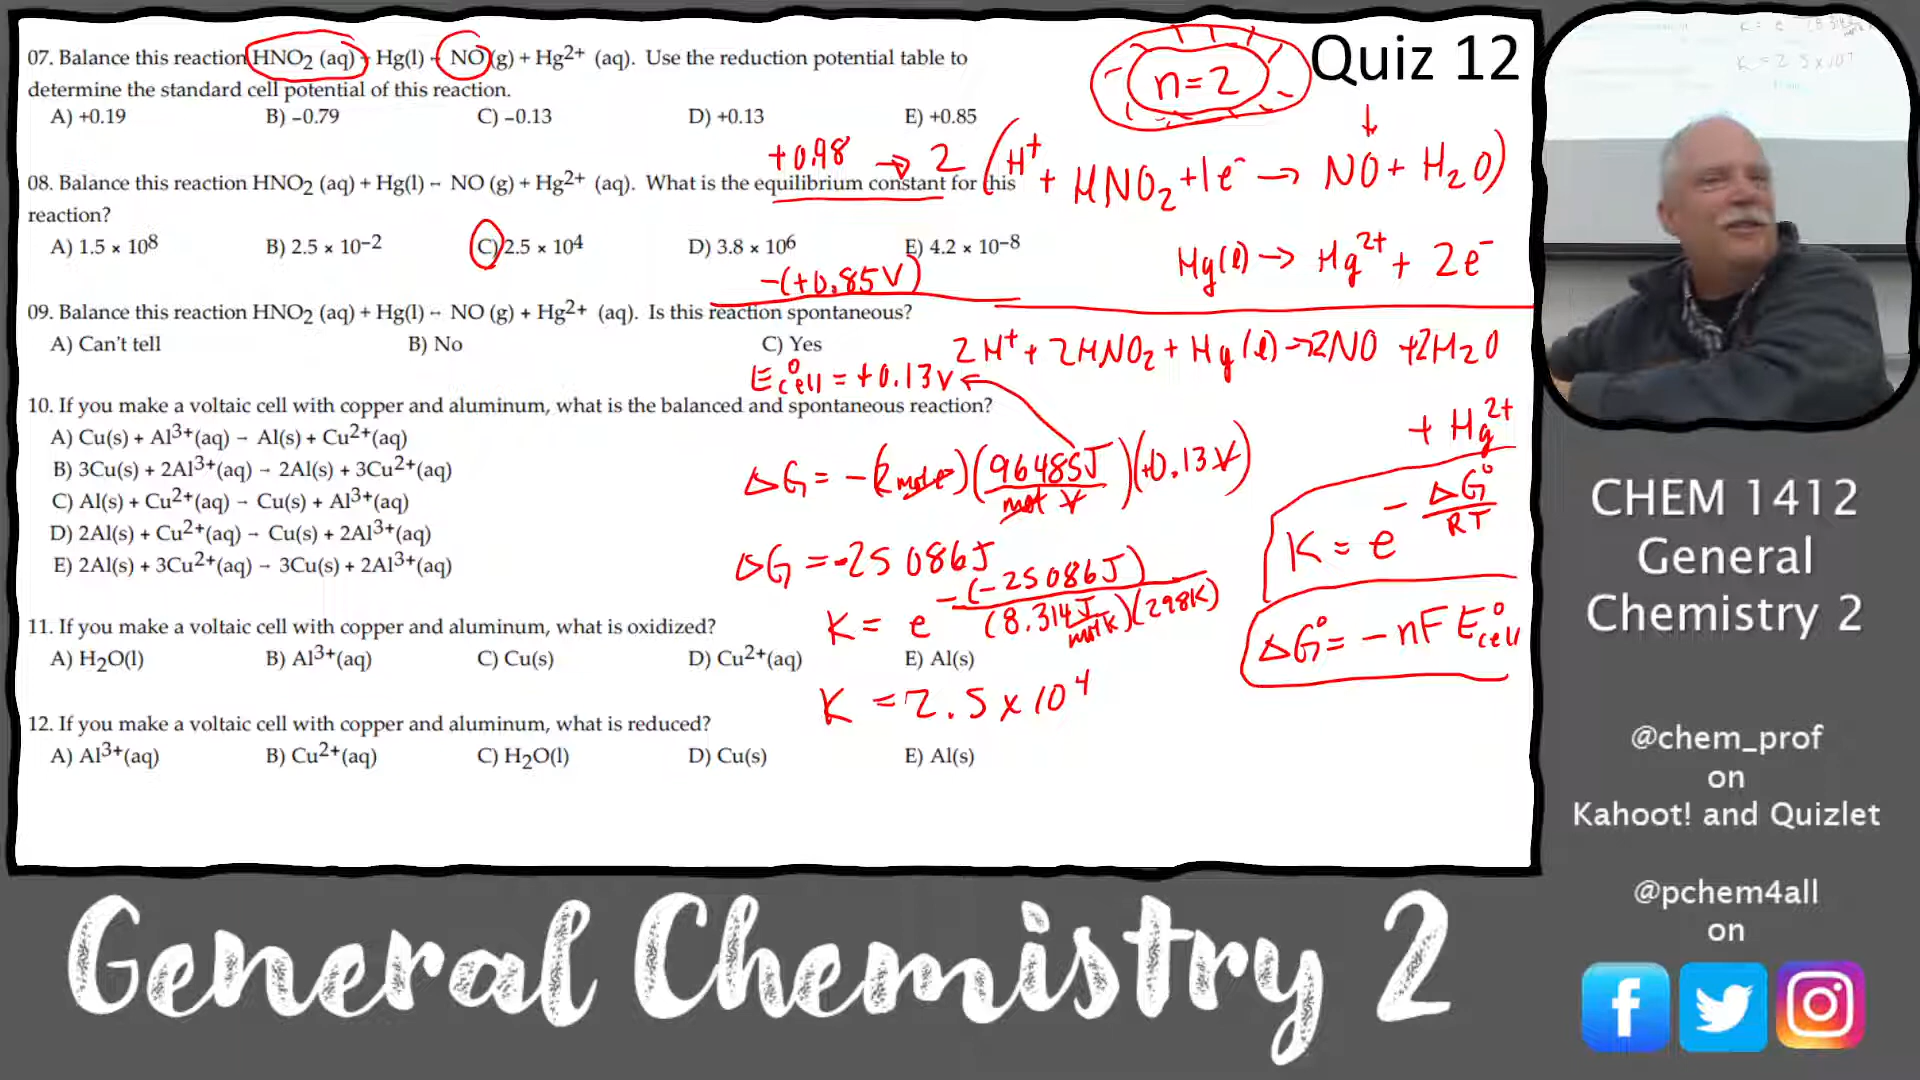 Quiz 12
07. Balance this reaction HNO2 (aq) + Hg(l) → NO (g) + Hg2+ (aq). Use the reduction potential table to
determine the standard cell potential of this reaction.
A) +0.19 B) −0.79 C) −0.13 D) +0.13 E) +0.85
08. Balance this reaction HNO2 (aq) + Hg(l) → NO (g) + Hg2+ (aq). What is the equilibrium constant for this
reaction?
A) 1.5 × 10^8 B) 2.5 × 10^−2 C) 2.5 × 10^4 D) 3.8 × 10^6 E) 4.2 × 10^−8
09. Balance this reaction HNO2 (aq) + Hg(l) → NO (g) + Hg2+ (aq). Is this reaction spontaneous?
A) Can't tell B) No C) Yes
10. If you make a voltaic cell with copper and aluminum, what is the balanced and spontaneous reaction?
A) Cu(s) + Al3+(aq) → Al(s) + Cu2+(aq)
B) 3Cu(s) + 2Al3+(aq) → 2Al(s) + 3Cu2+(aq)
C) Al(s) + Cu2+(aq) → Cu(s) + Al3+(aq)
D) 2Al(s) + Cu2+(aq) → Cu(s) + 2Al3+(aq)
E) 2Al(s) + 3Cu2+(aq) → 3Cu(s) + 2Al3+(aq)
11. If you make a voltaic cell with copper and aluminum, what is oxidized?
A) H2O(l) B) Al3+(aq) C) Cu(s) D) Cu2+(aq) E) Al(s)
12. If you make a voltaic cell with copper and aluminum, what is reduced?
A) Al3+(aq) B) Cu2+(aq) C) H2O(l) D) Cu(s) E) Al(s)
n=2
+0.98 → 2 (H+ + HNO2 + 1e− → NO + H2O)
Hg(l) → Hg2+ + 2e−
−(+0.85V)
2H+ + 2HNO2 + Hg(l) → 2NO + 2H2O
+ Hg2+
E°cell = +0.13V
ΔG = −(2 mol e−)(96485J/mol V)(+0.13V)
ΔG = −25086J
K = e −(−25086J)/(8.314J/mol K)(298K)
K = 2.5 x 10^4
K = e −ΔG°/RT
ΔG° = −nFE°cell
K = 2.5x10^4
CHEM 1412
General
Chemistry 2
@chem_prof
on
Kahoot! and Quizlet
@pchem4all
on
General Chemistry 2